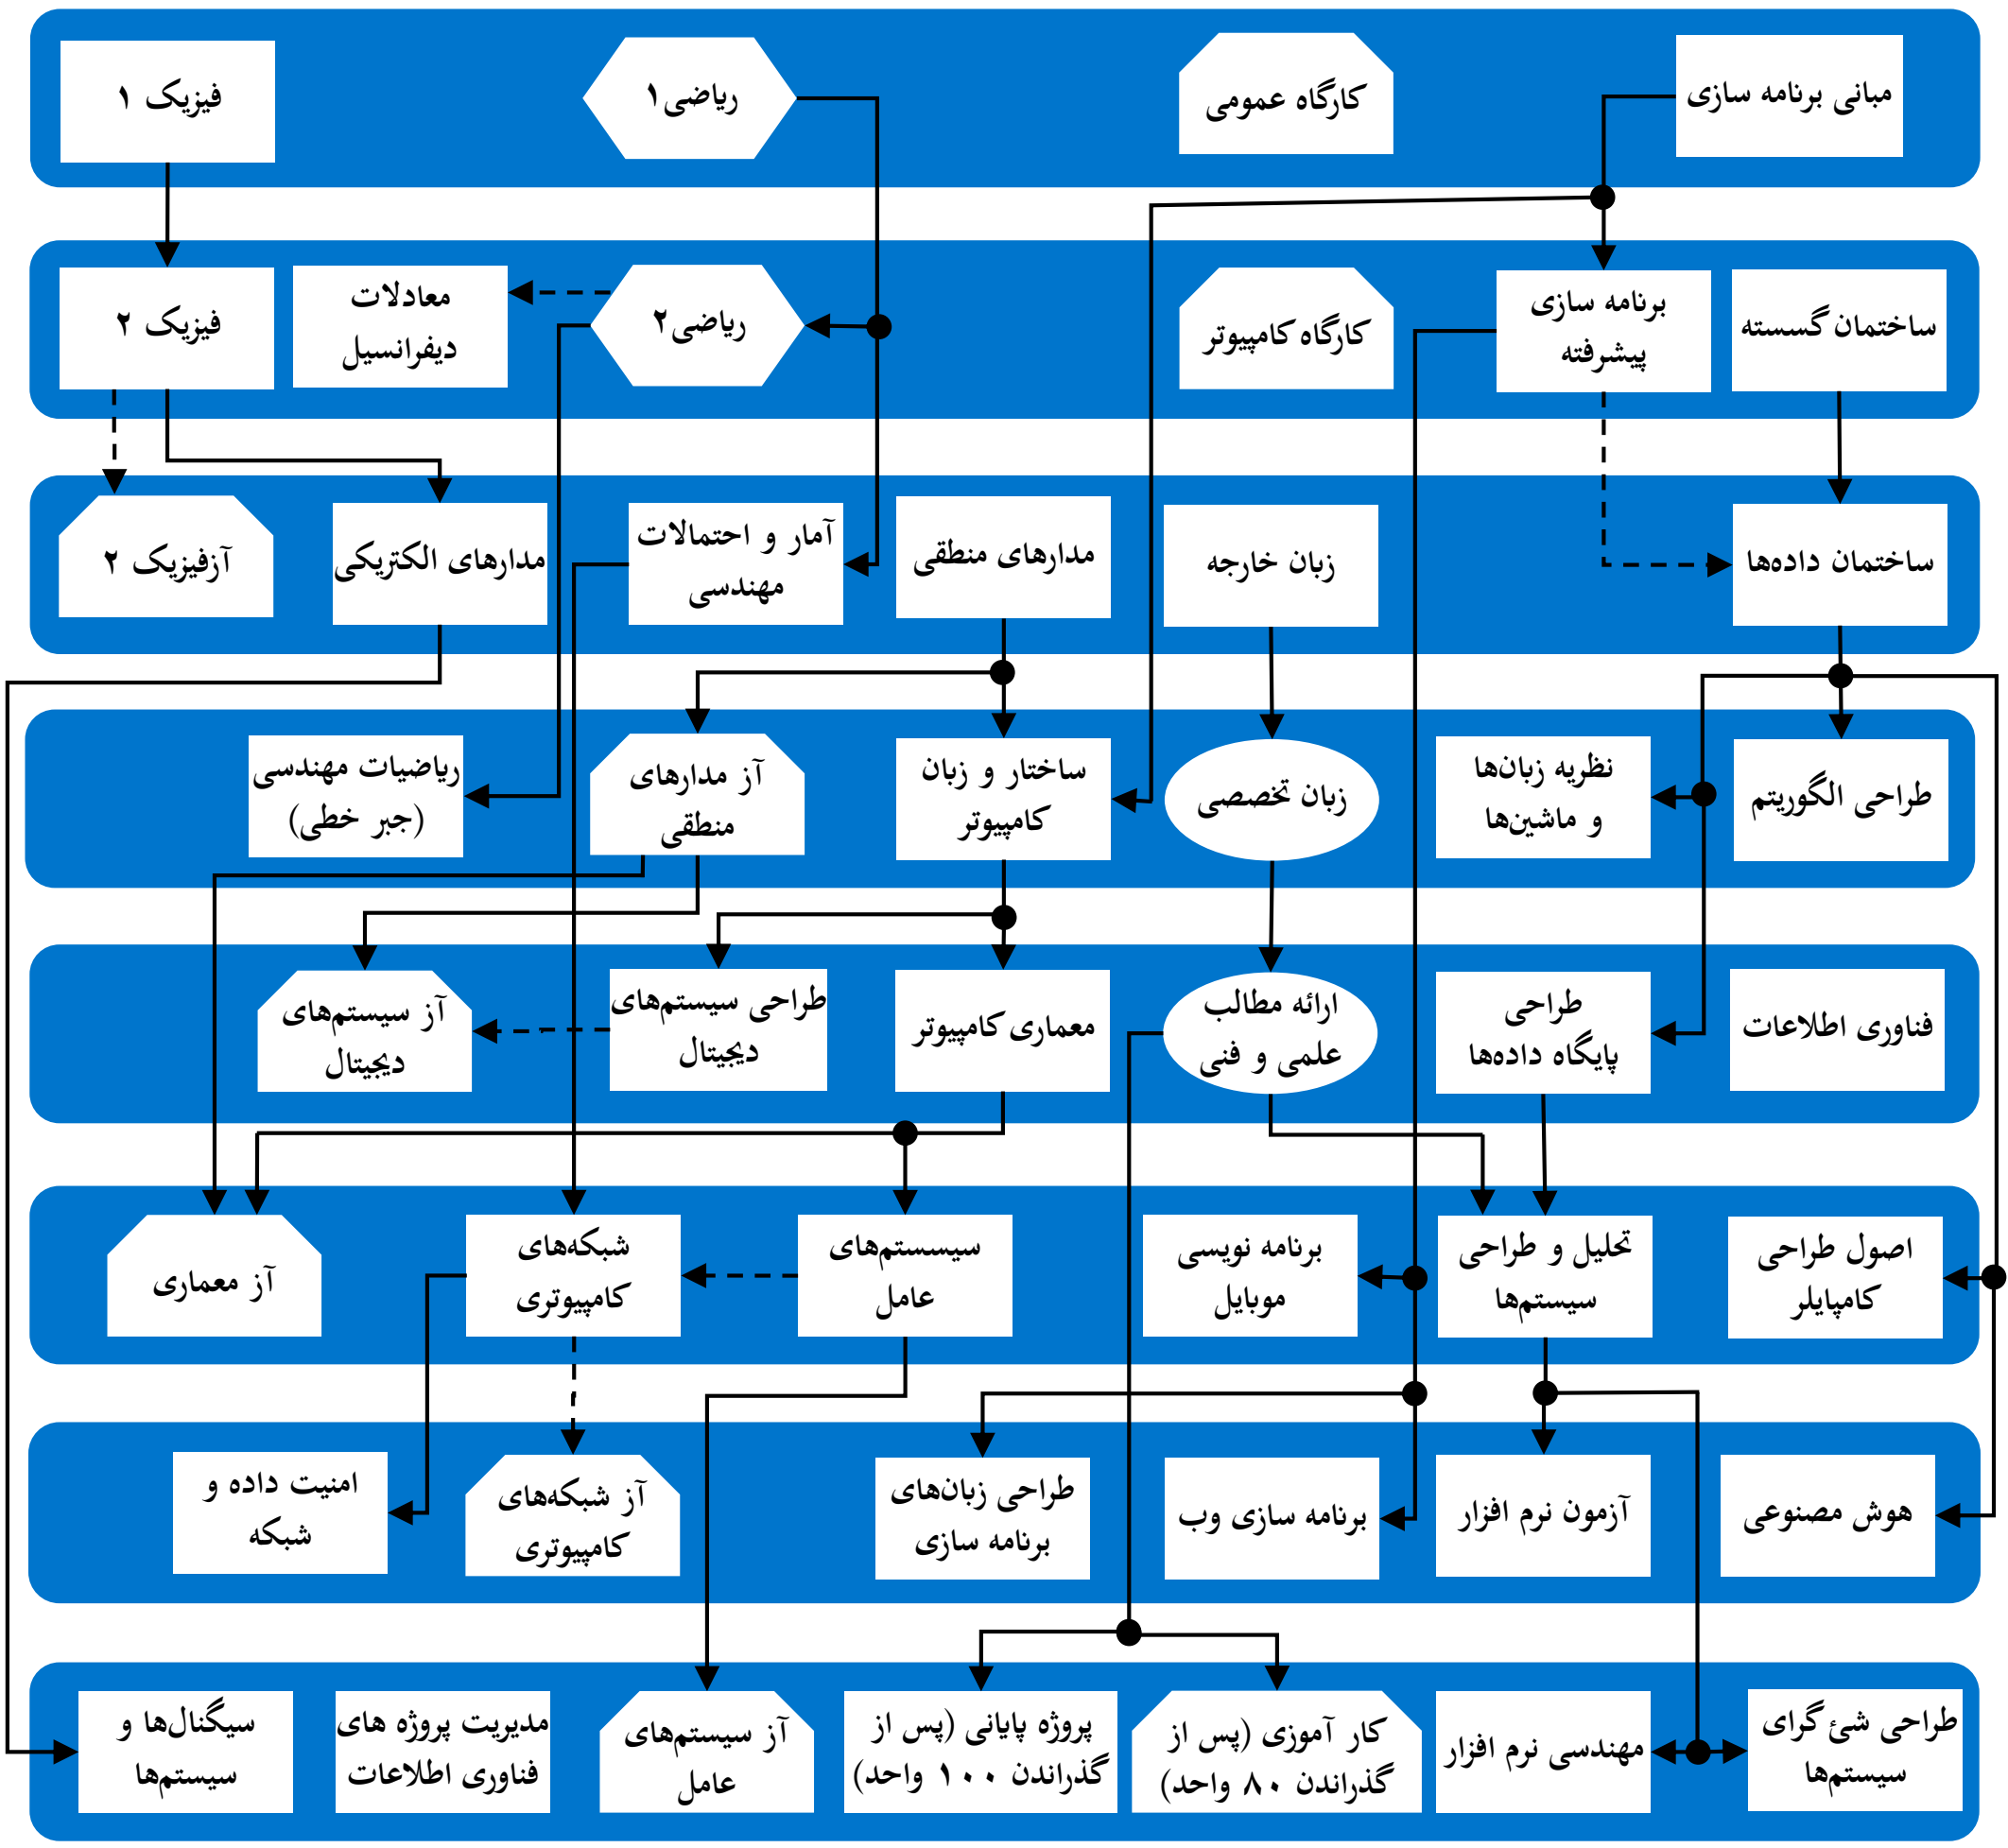 مبانی برنامه سازی
کارگاه عمومی
ریاضی۱
فیزیک ۱
ساختمان گسسته
برنامه سازی
پیشرفته
کارگاه کامپیوتر
ریاضی۲
معادلات
دیفرانسیل
فیزیک ۲
ساختمان داده‌ها
زبان خارجه
مدارهای منطقی
آمار و احتمالات
مهندسی
مدارهای الکتریکی
آزفیزیک ۲
طراحی الگوریتم
نظریه زبان‌ها
و ماشین‌ها
زبان تخصصی
ساختار و زبان
کامپیوتر
آز مدارهای
منطقی
ریاضیات مهندسی
(جبر خطی)
فناوری اطلاعات
طراحی
پایگاه داده‌ها
ارائه مطالب
علمی و فنی
معماری کامپیوتر
طراحی سیستم‌های
دیجیتال
آز سیستم‌های
دیجیتال
اصول طراحی
کامپایلر
تحلیل و طراحی
سیستم‌ها
برنامه نویسی
موبایل
سیسستم‌های
عامل
شبکه‌های
کامپیوتری
آز معماری
هوش مصنوعی
آزمون نرم افزار
برنامه سازی وب
طراحی زبان‌های
برنامه سازی
آز شبکه‌های
کامپیوتری
امنیت داده و
شبکه
طراحی شئ‌گرای
سیستم‌ها
مهندسی نرم افزار
کار آموزی (پس از
گذراندن ۸۰ واحد)
پروژه پایانی (پس از
گذراندن ۱۰۰ واحد)
آز سیستم‌های
عامل
مدیریت پروژه های
فناوری اطلاعات
سیگنال‌ها و
سیستم‌ها